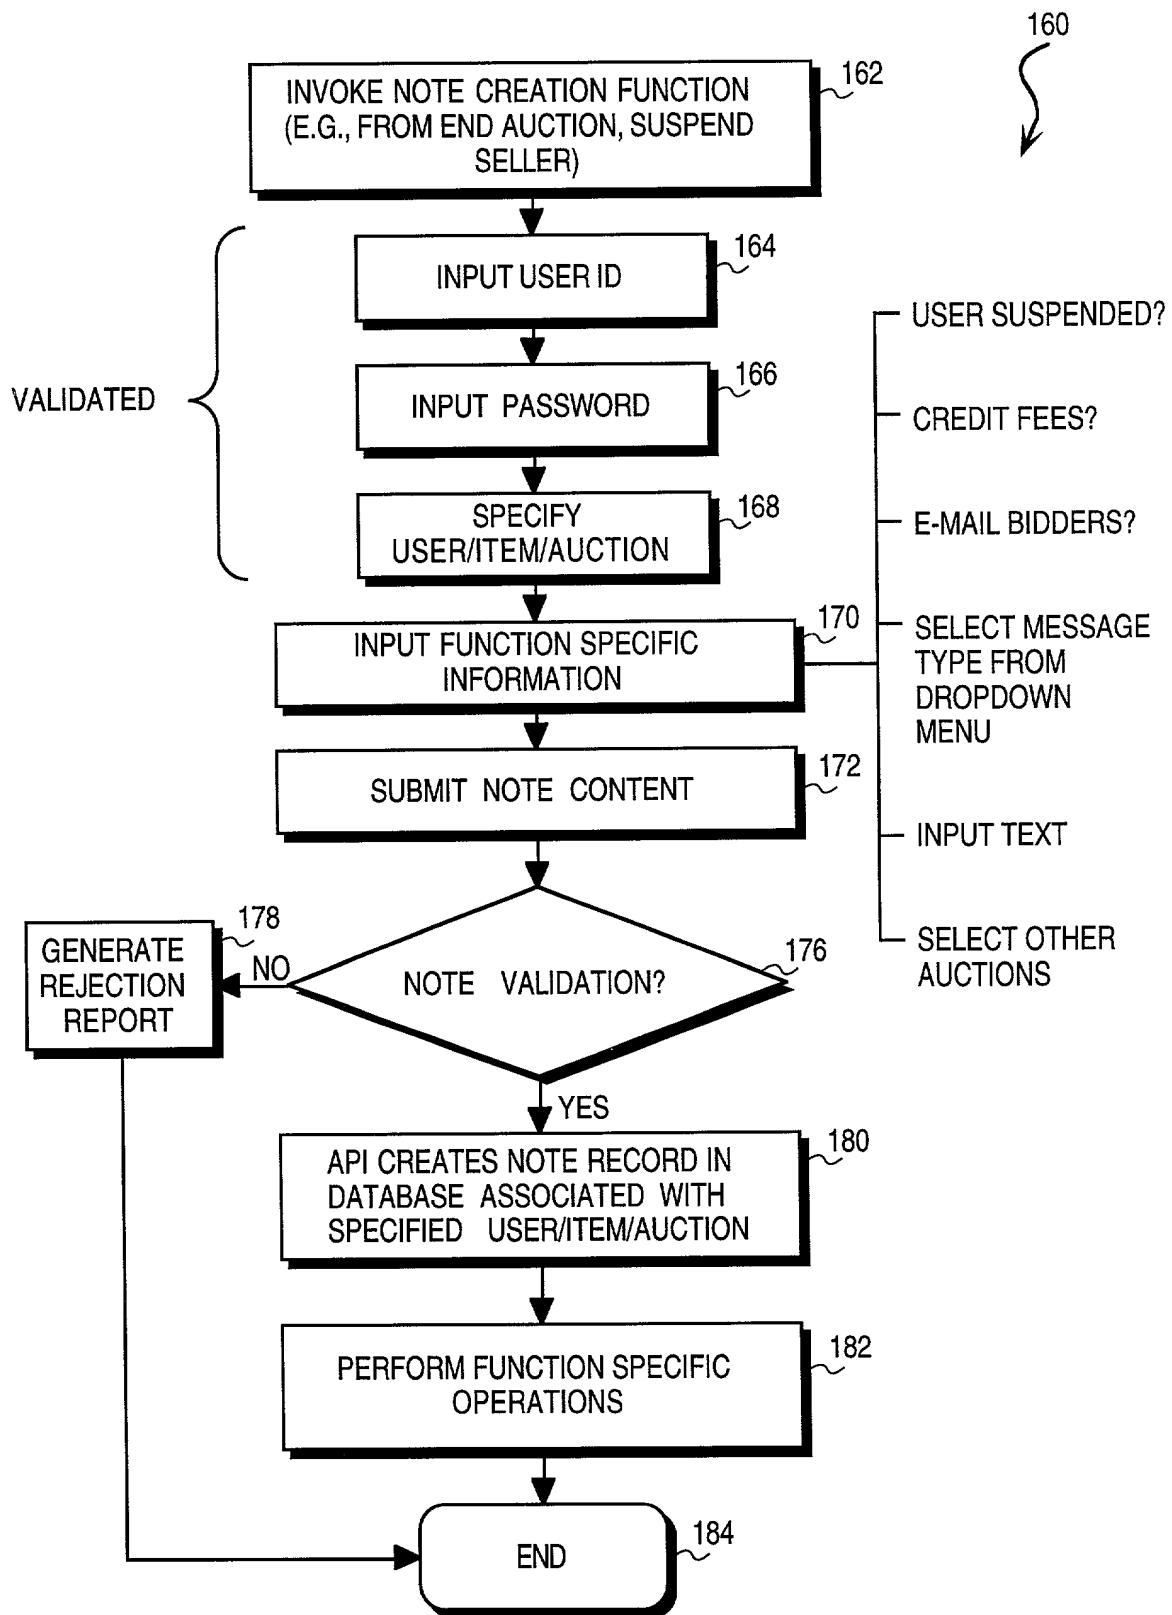 160
INVOKE NOTE CREATION FUNCTION
(E.G., FROM END AUCTION, SUSPEND
SELLER)
162
INPUT USER ID
164
VALIDATED
INPUT PASSWORD
166
SPECIFY
USER/ITEM/AUCTION
168
INPUT FUNCTION SPECIFIC
INFORMATION
170
USER SUSPENDED?
CREDIT FEES?
E-MAIL BIDDERS?
SELECT MESSAGE
TYPE FROM
DROPDOWN
MENU
INPUT TEXT
SELECT OTHER
AUCTIONS
SUBMIT NOTE CONTENT
172
NOTE VALIDATION?
176
NO
GENERATE
REJECTION
REPORT
178
YES
API CREATES NOTE RECORD IN
DATABASE ASSOCIATED WITH
SPECIFIED USER/ITEM/AUCTION
180
PERFORM FUNCTION SPECIFIC
OPERATIONS
182
END
184